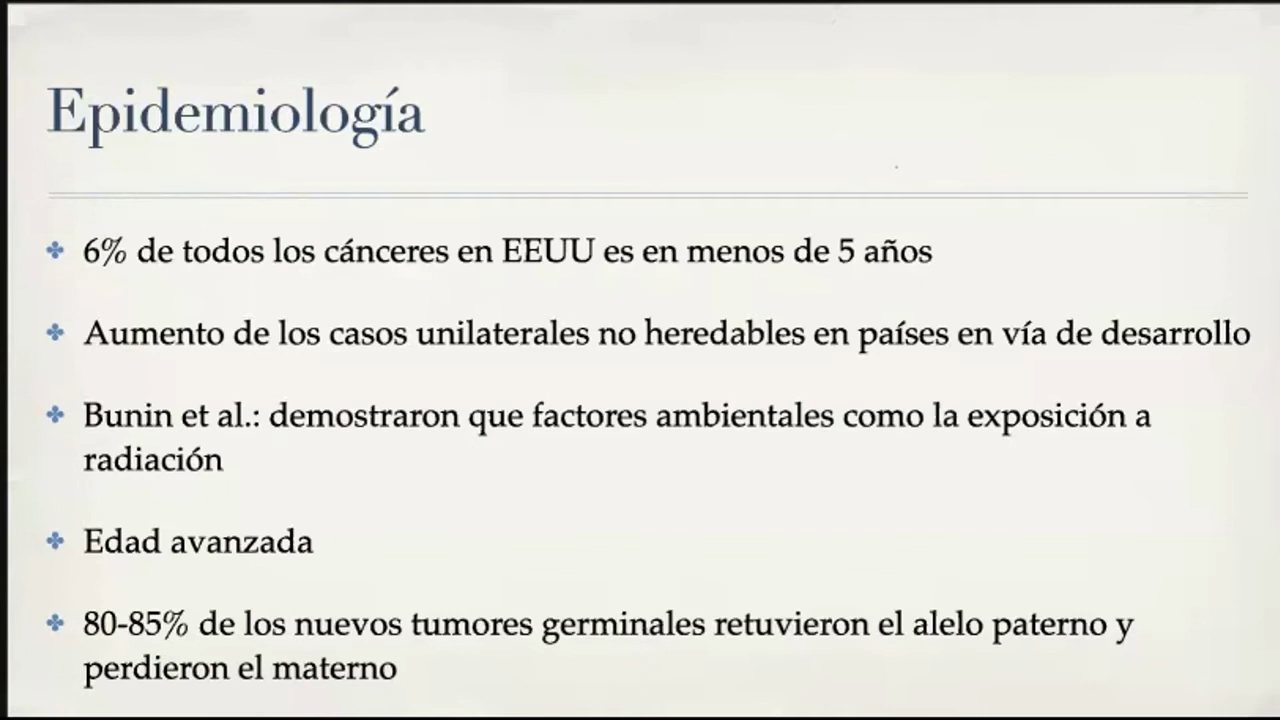 Epidemiología
6% de todos los cánceres en EEUU es en menos de 5 años
Aumento de los casos unilaterales no heredables en países en vía de desarrollo
Bunin et al.: demostraron que factores ambientales como la exposición a
radiación
Edad avanzada
80-85% de los nuevos tumores germinales retuvieron el alelo paterno y
perdieron el materno